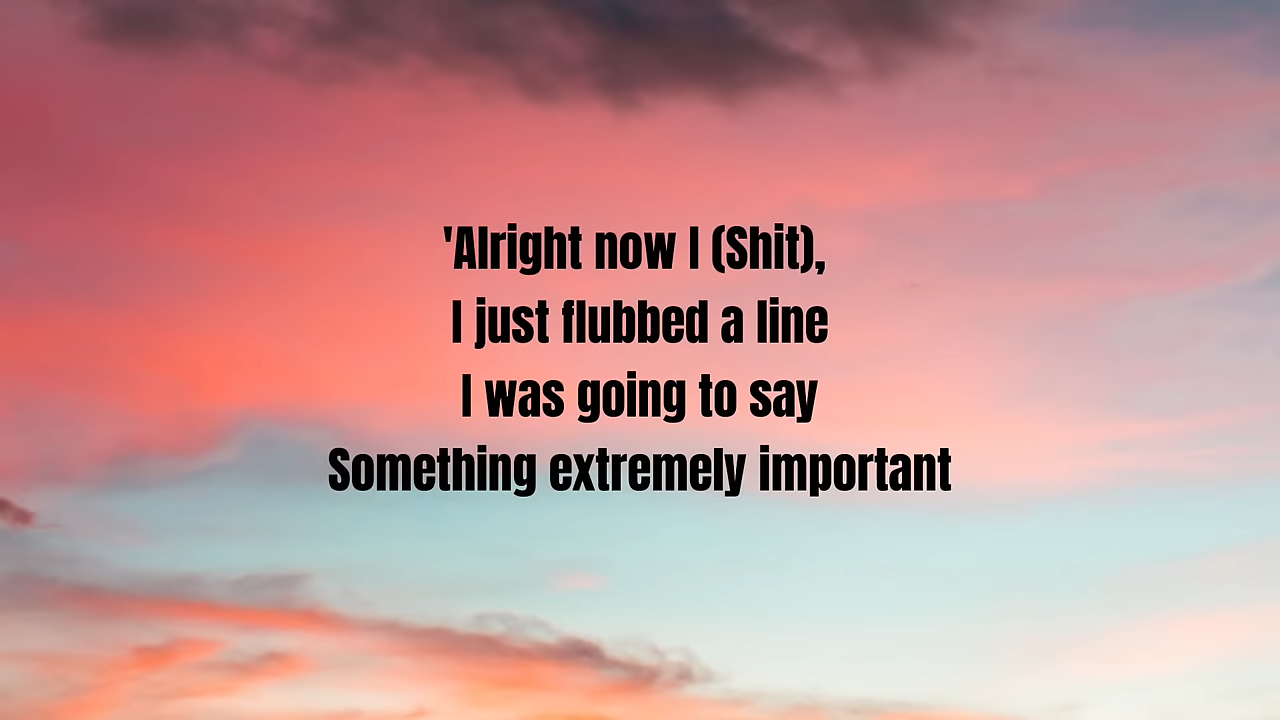 'Alright now I (Shit),
I just flubbed a line
I was going to say
Something extremely important